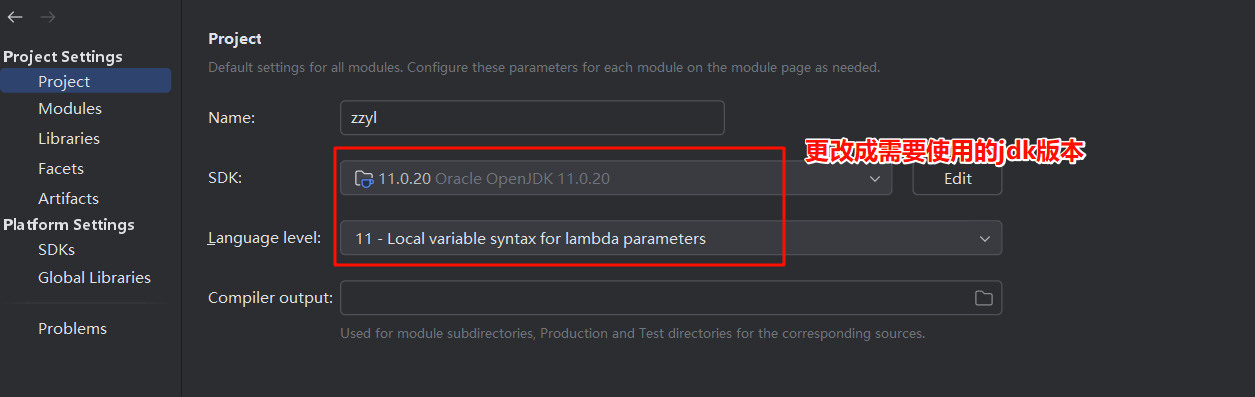 Project Settings
Project
Modules
Libraries
Facets
Artifacts
Platform Settings
SDKs
Global Libraries
Problems
Project
Default settings for all modules. Configure these parameters for each module on the module page as needed.
Name:
zzyl
更改成需要使用的jdk版本
SDK:
11.0.20 Oracle OpenJDK 11.0.20
Edit
Language level:
11 - Local variable syntax for lambda parameters
Compiler output:
Used for module subdirectories, Production and Test directories for the corresponding sources.